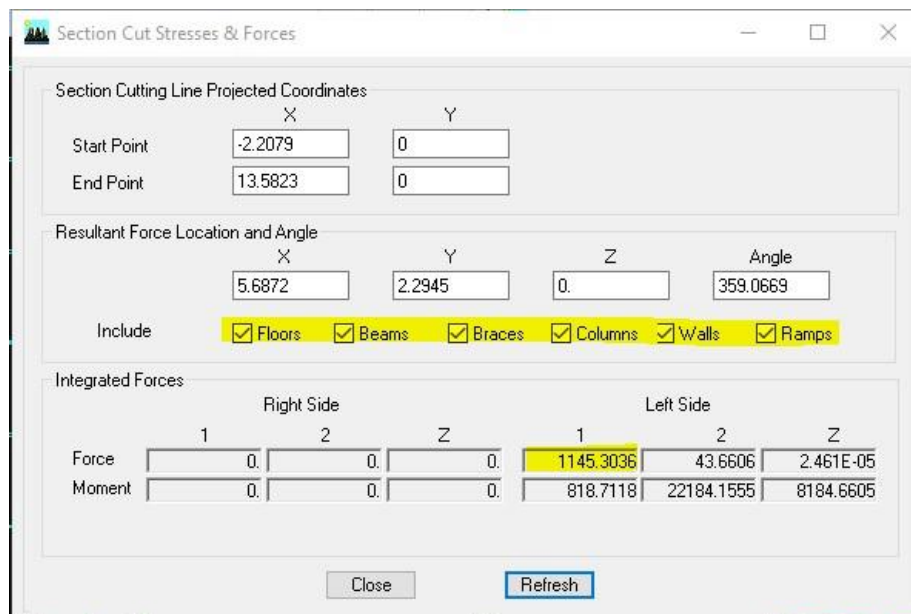 Section Cut Stresses & Forces
Section Cutting Line Projected Coordinates
X Y
Start Point -2.2079 0
End Point 13.5823 0
Resultant Force Location and Angle
X Y Z Angle
5.6872 2.2945 0. 359.0669
Include Floors Beams Braces Columns Walls Ramps
Integrated Forces
Right Side Left Side
1 2 Z 1 2 Z
Force 0. 0. 0. 1145.3036 43.6606 2.461E-05
Moment 0. 0. 0. 818.7118 22184.1555 8184.6605
Close Refresh